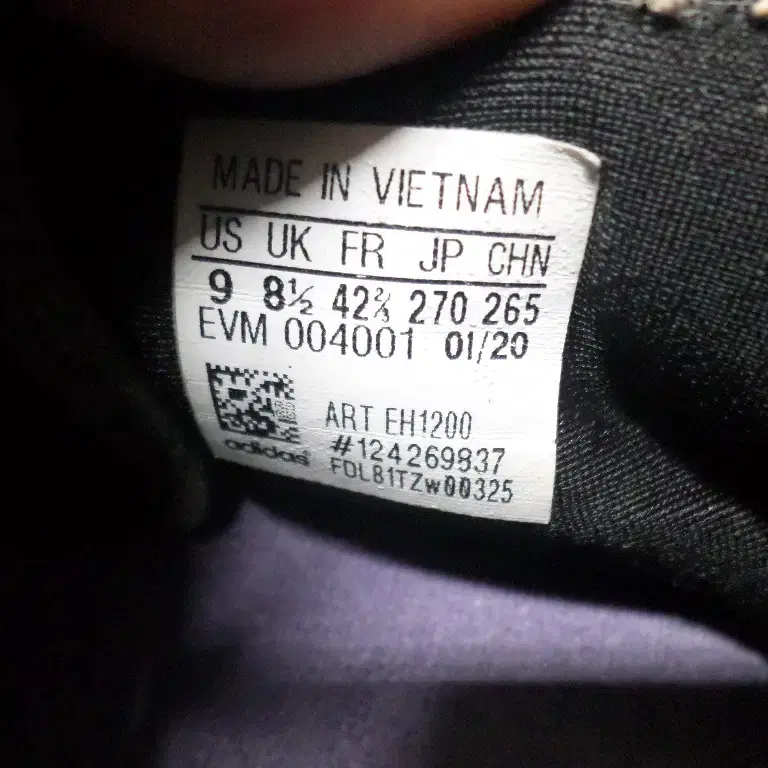 MADE IN VIETNAM
US UK FR JP CHN
9 8½ 42⅔ 270 265
EVM 004001 01/20
ART EH1200
#124269837
adidas
FDL81TZW00325